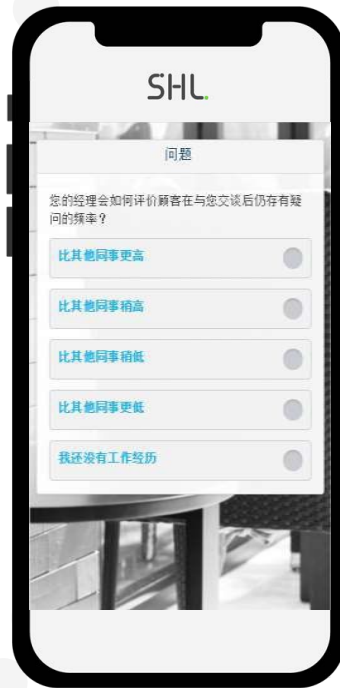 SHL.
问题
您的经理会如何评价顾客在与您交谈后仍存有疑
问的频率？
比其他同事更高
比其他同事稍高
比其他同事稍低
比其他同事更低
我还没有工作经历